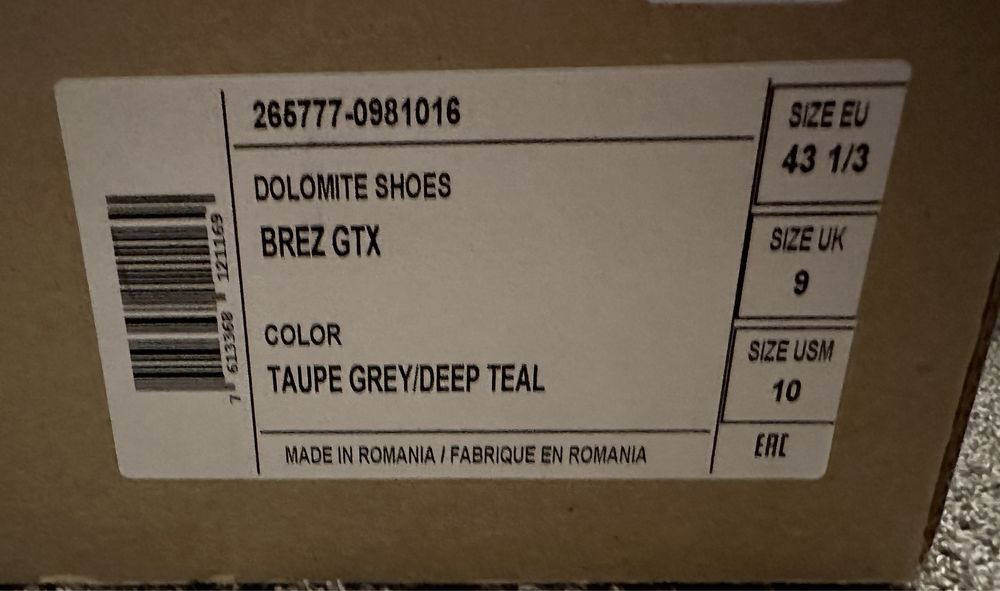 265777-0981016
DOLOMITE SHOES
BREZ GTX
COLOR
TAUPE GREY/DEEP TEAL
MADE IN ROMANIA / FABRIQUE EN ROMANIA
SIZE EU
43 1/3
SIZE UK
9
SIZE USM
10
EAC
7 613368 121169